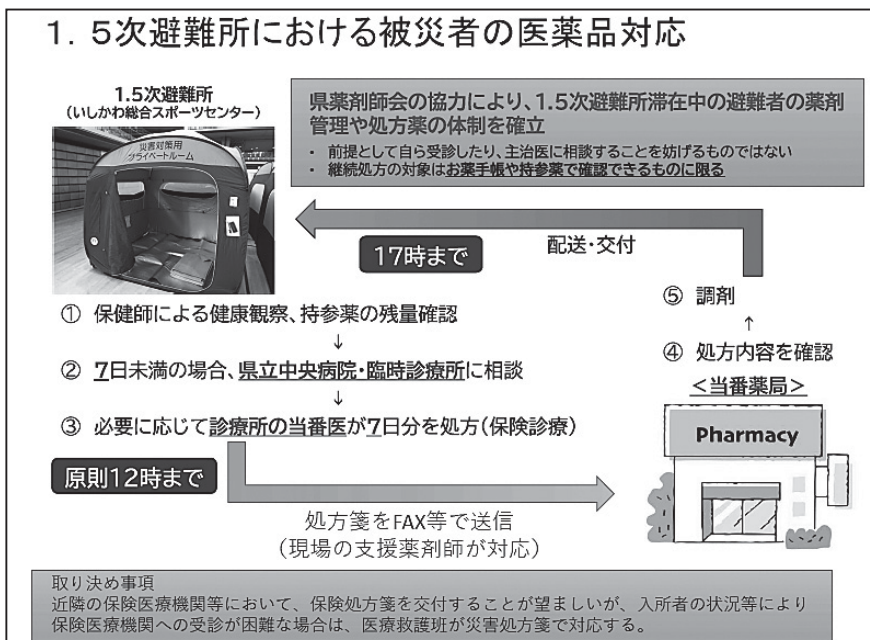 1．5次避難所における被災者の医薬品対応
1.5次避難所
(いしかわ総合スポーツセンター)
災害対策用
プライベートルーム
県薬剤師会の協力により、1.5次避難所滞在中の避難者の薬剤
管理や処方薬の体制を確立
・ 前提として自ら受診したり、主治医に相談することを妨げるものではない
・ 継続処方の対象はお薬手帳や持参薬で確認できるものに限る
17時まで
配送・交付
① 保健師による健康観察、持参薬の残量確認
↓
② 7日未満の場合、県立中央病院・臨時診療所に相談
↓
③ 必要に応じて診療所の当番医が7日分を処方(保険診療)
原則12時まで
処方箋をFAX等で送信
(現場の支援薬剤師が対応)
⑤ 調剤
↑
④ 処方内容を確認
＜当番薬局＞
Pharmacy
取り決め事項
近隣の保険医療機関等において、保険処方箋を交付することが望ましいが、入所者の状況等により
保険医療機関への受診が困難な場合は、医療救護班が災害処方箋で対応する。